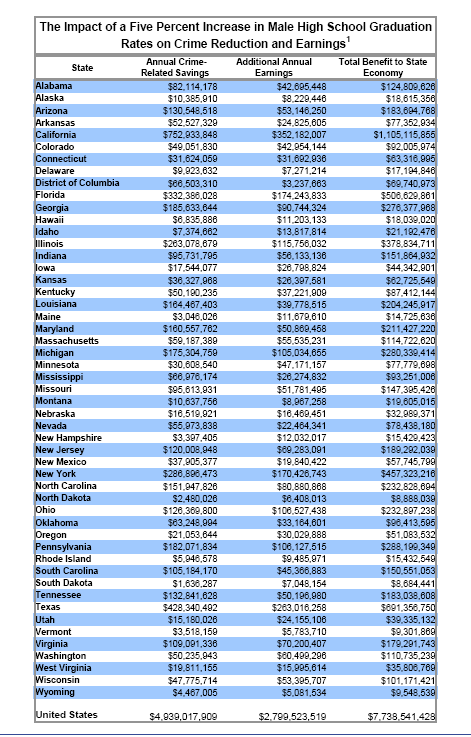 The Impact of a Five Percent Increase in Male High School Graduation
Rates on Crime Reduction and Earnings1
State Annual Crime-Related Savings Additional Annual Earnings Total Benefit to State Economy
Alabama $82,114,178 $42,695,448 $124,809,626
Alaska $10,385,910 $8,229,446 $18,615,356
Arizona $130,548,518 $53,146,250 $183,694,768
Arkansas $52,527,329 $24,825,605 $77,352,934
California $752,933,848 $352,182,007 $1,105,115,855
Colorado $49,051,830 $42,954,144 $92,005,974
Connecticut $31,624,059 $31,692,936 $63,316,995
Delaware $9,923,632 $7,271,214 $17,194,846
District of Columbia $66,503,310 $3,237,663 $69,740,973
Florida $332,386,028 $174,243,833 $506,629,861
Georgia $185,633,644 $90,744,324 $276,377,968
Hawaii $6,835,886 $11,203,133 $18,039,020
Idaho $7,374,662 $13,817,814 $21,192,476
Illinois $263,078,679 $115,756,032 $378,834,711
Indiana $95,731,795 $56,133,136 $151,864,932
Iowa $17,544,077 $26,798,824 $44,342,901
Kansas $36,327,968 $26,397,581 $62,725,549
Kentucky $50,190,235 $37,221,909 $87,412,144
Louisiana $164,467,403 $39,778,515 $204,245,917
Maine $3,046,026 $11,679,610 $14,725,636
Maryland $160,557,762 $50,869,458 $211,427,220
Massachusetts $59,187,389 $55,535,231 $114,722,620
Michigan $175,304,759 $105,034,655 $280,339,414
Minnesota $30,608,540 $47,171,157 $77,779,698
Mississippi $66,976,174 $26,274,832 $93,251,006
Missouri $95,613,931 $51,781,495 $147,395,426
Montana $10,637,756 $8,967,258 $19,605,015
Nebraska $16,519,921 $16,469,451 $32,989,371
Nevada $55,973,838 $22,464,341 $78,438,180
New Hampshire $3,397,405 $12,032,017 $15,429,423
New Jersey $120,008,948 $69,283,091 $189,292,039
New Mexico $37,905,377 $19,840,422 $57,745,799
New York $286,896,473 $170,426,743 $457,323,216
North Carolina $151,947,826 $80,880,868 $232,828,694
North Dakota $2,480,026 $6,408,013 $8,888,039
Ohio $126,369,800 $106,527,438 $232,897,238
Oklahoma $63,248,994 $33,164,601 $96,413,595
Oregon $21,053,644 $30,029,888 $51,083,532
Pennsylvania $182,071,834 $106,127,515 $288,199,349
Rhode Island $5,946,578 $9,485,971 $15,432,549
South Carolina $105,184,170 $45,366,883 $150,551,053
South Dakota $1,636,287 $7,048,154 $8,684,441
Tennessee $132,841,628 $50,196,980 $183,038,608
Texas $428,340,492 $263,016,258 $691,356,750
Utah $15,180,026 $24,155,106 $39,335,132
Vermont $3,518,159 $5,783,710 $9,301,869
Virginia $109,091,336 $70,200,407 $179,291,743
Washington $50,235,943 $60,499,296 $110,735,239
West Virginia $19,811,155 $15,995,614 $35,806,769
Wisconsin $47,775,714 $53,395,707 $101,171,421
Wyoming $4,467,005 $5,081,534 $9,548,539
United States $4,939,017,909 $2,799,523,519 $7,738,541,428